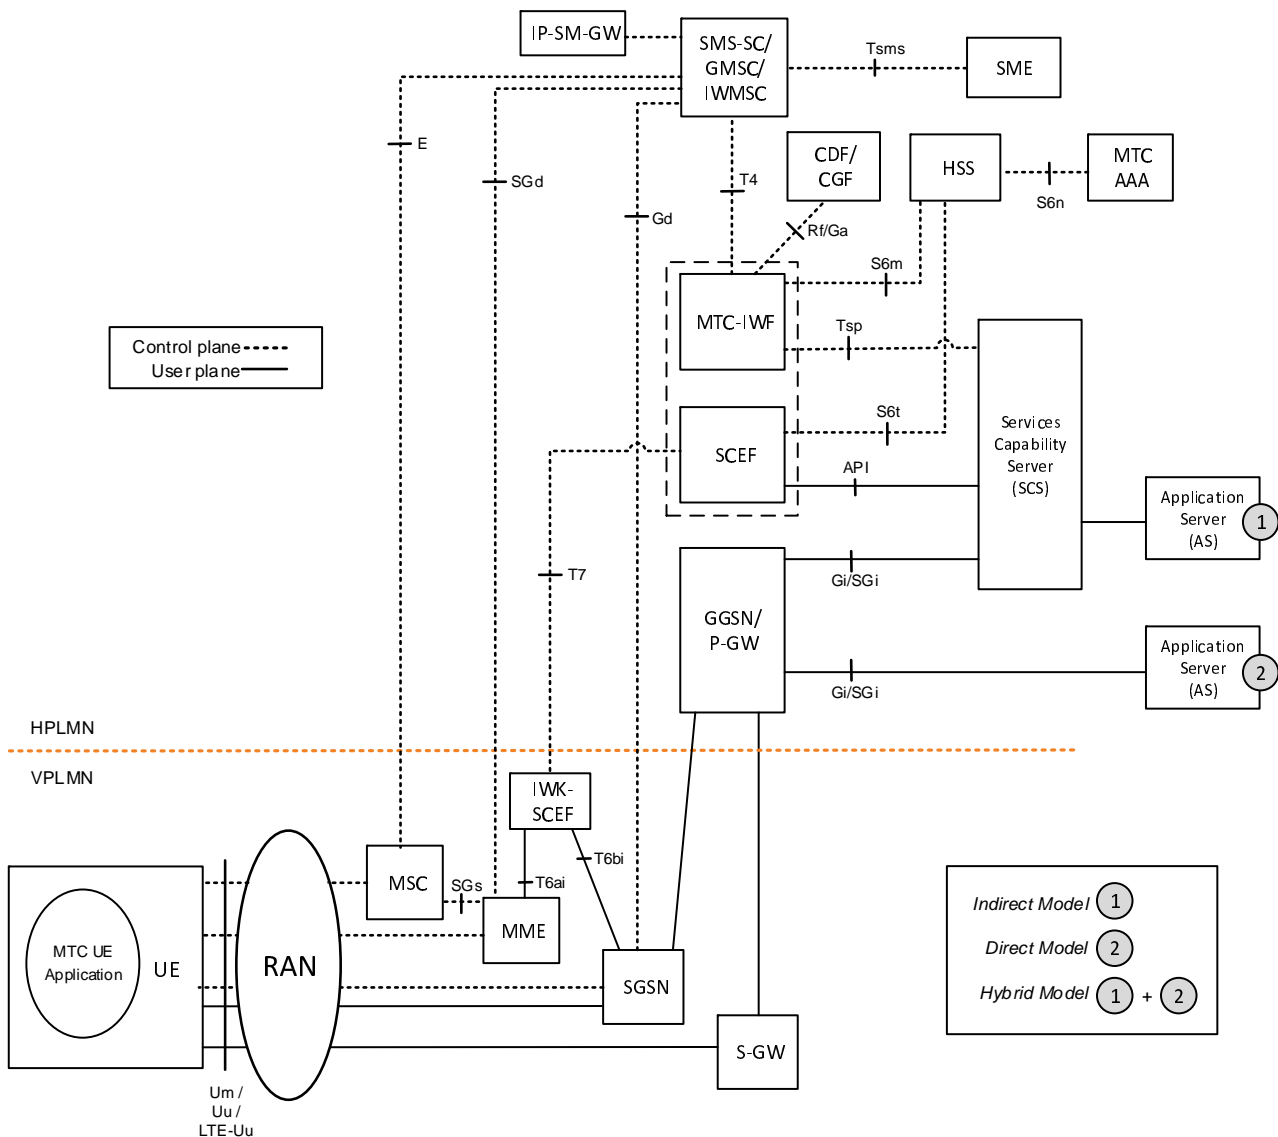 IP-SM-GW
SMS-SC/
GMSC/
IWMSC
Tsms
SME
E
SGd
Gd
T4
CDF/
CGF
HSS
MTC
AAA
S6n
Rf/Ga
S6m
MTC-IWF
Tsp
Control plane
User plane
SCEF
S6t
API
Services
Capability
Server
(SCS)
Application
Server
(AS)
1
T7
GGSN/
P-GW
Gi/SGi
Gi/SGi
Application
Server
(AS)
2
HPLMN
VPLMN
IWK-
SCEF
T6bi
T6ai
MSC
SGs
MME
MTC UE
Application
UE
RAN
SGSN
S-GW
Um /
Uu /
LTE-Uu
Indirect Model 1
Direct Model 2
Hybrid Model 1 + 2